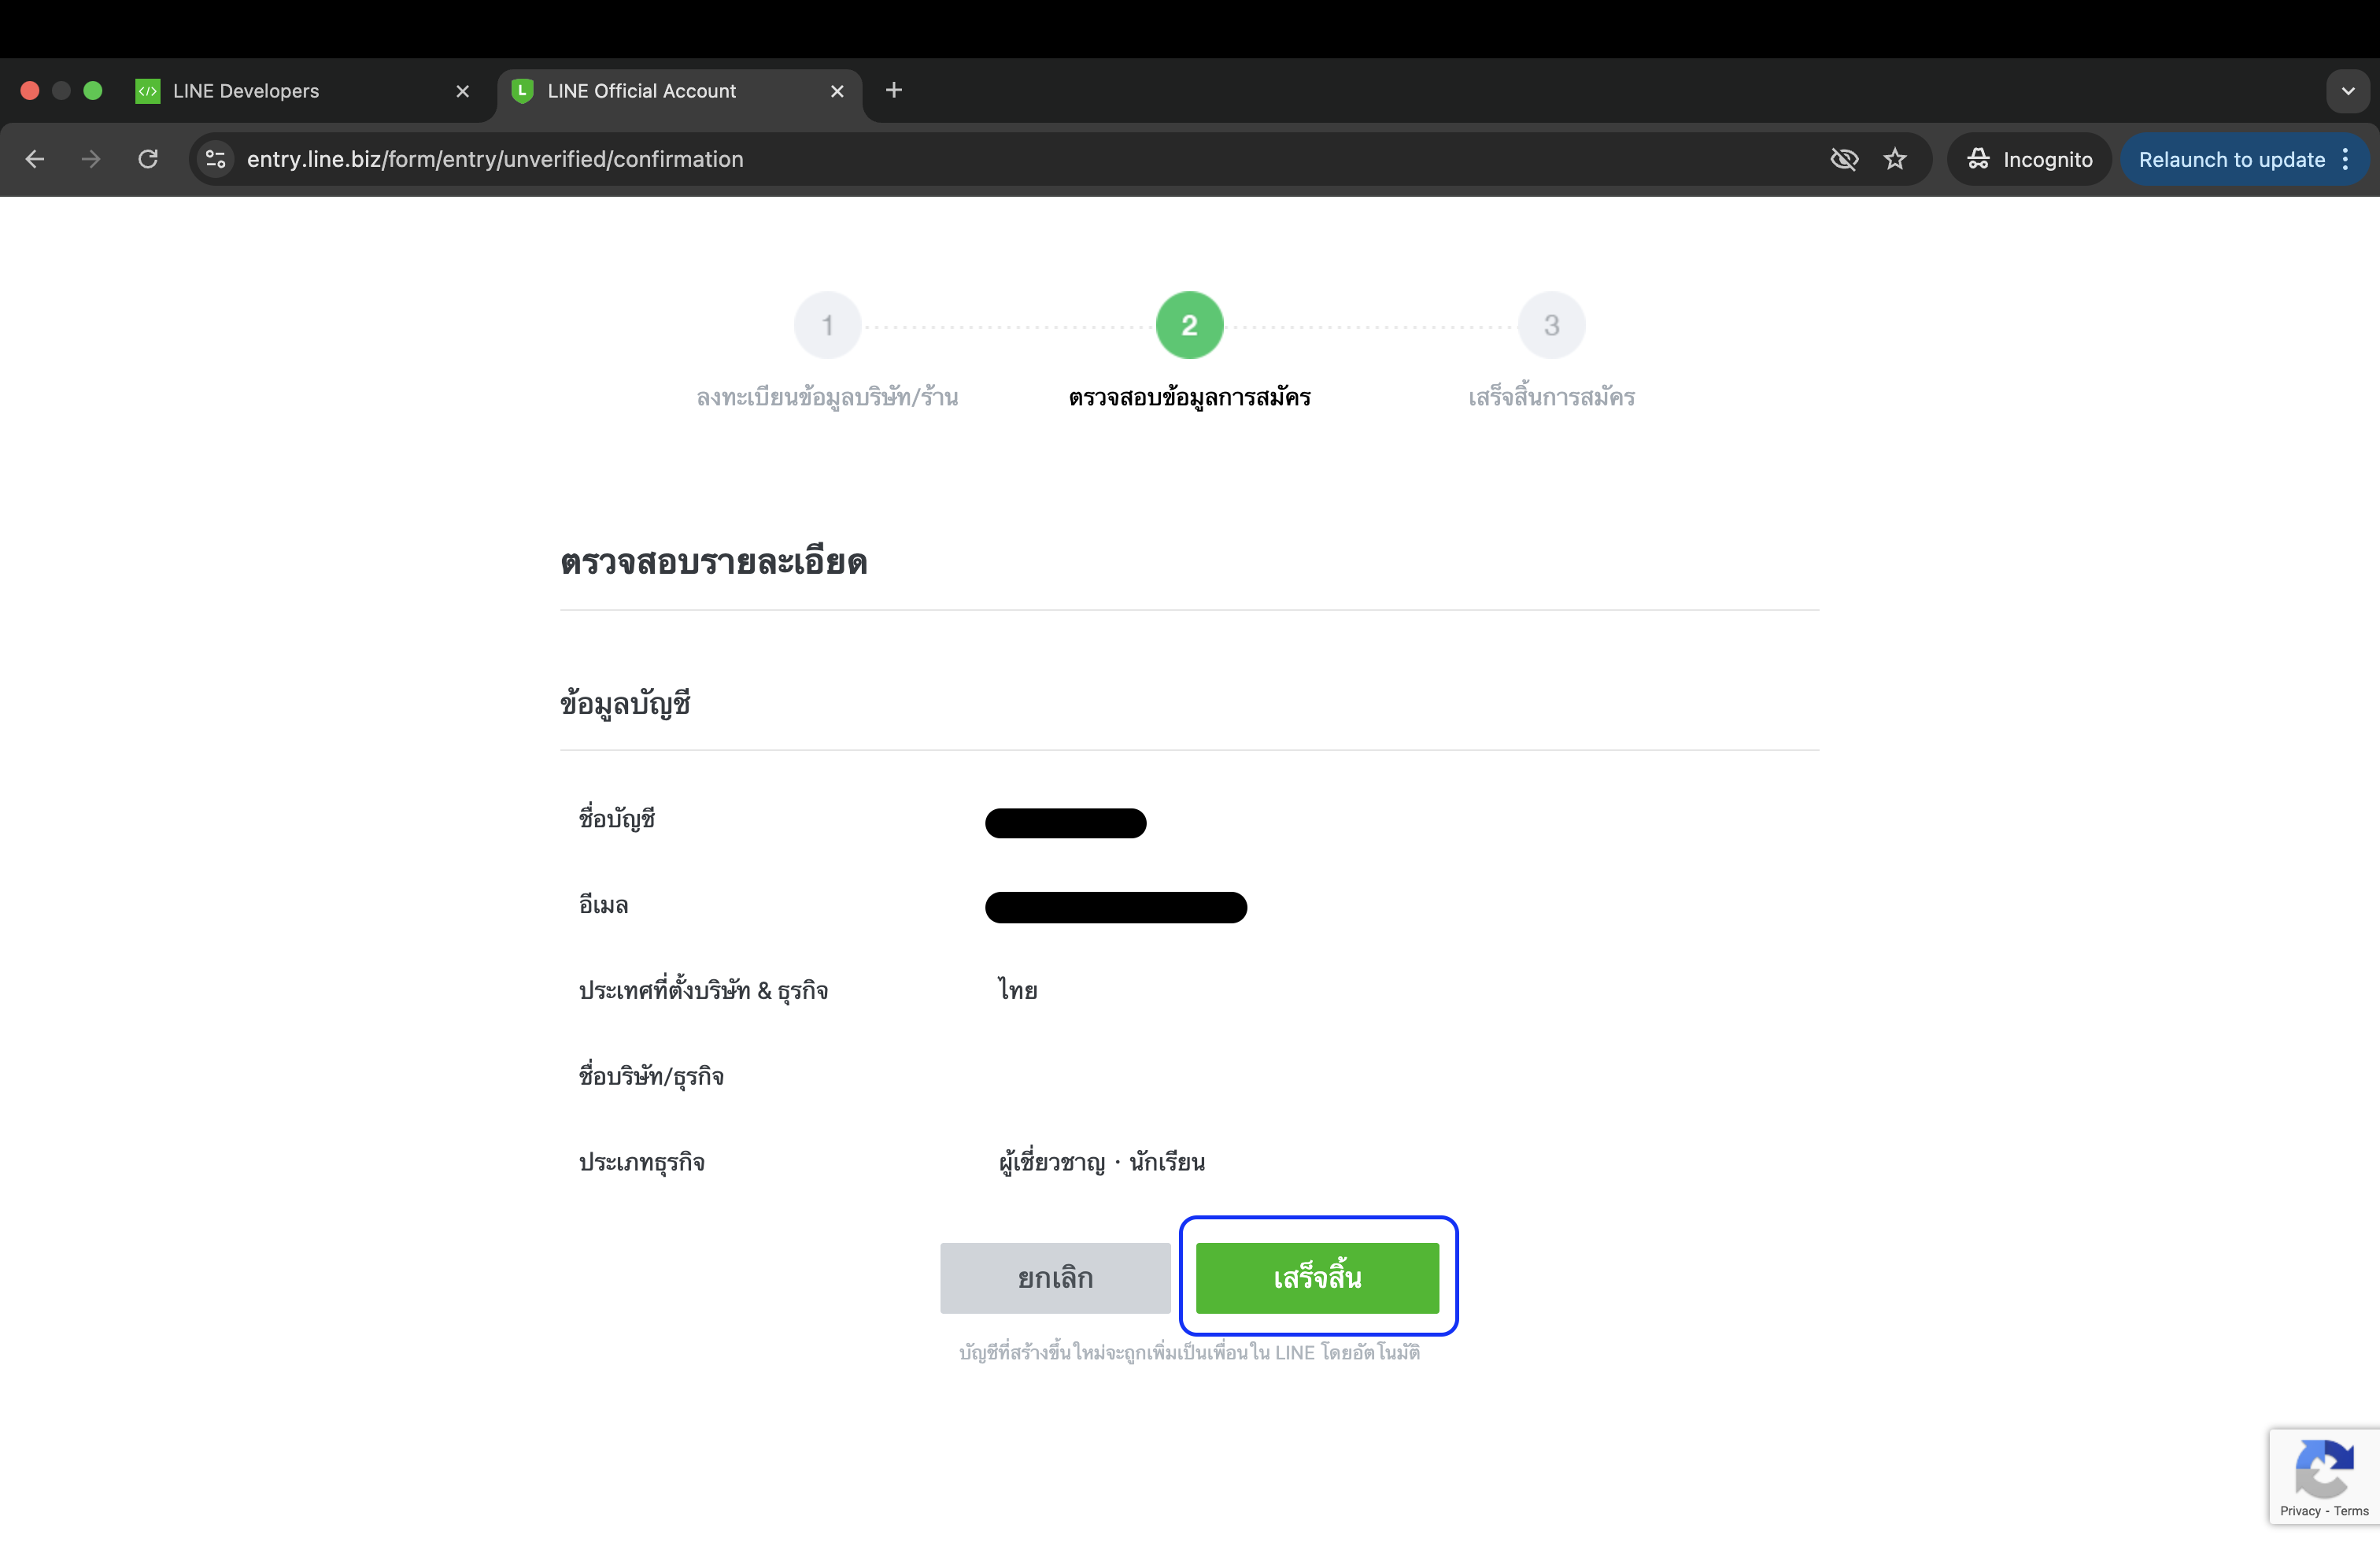 LINE Developers
LINE Official Account
entry.line.biz/form/entry/unverified/confirmation
Incognito
Relaunch to update
1
2
3
ลงทะเบียนข้อมูลบริษัท/ร้าน
ตรวจสอบข้อมูลการสมัคร
เสร็จสิ้นการสมัคร
ตรวจสอบรายละเอียด
ข้อมูลบัญชี
ชื่อบัญชี
อีเมล
ประเทศที่ตั้งบริษัท & ธุรกิจ ไทย
ชื่อบริษัท/ธุรกิจ
ประเภทธุรกิจ ผู้เชี่ยวชาญ · นักเรียน
ยกเลิก
เสร็จสิ้น
บัญชีที่สร้างขึ้นใหม่จะถูกเพิ่มเป็นเพื่อนใน LINE โดยอัตโนมัติ
Privacy - Terms